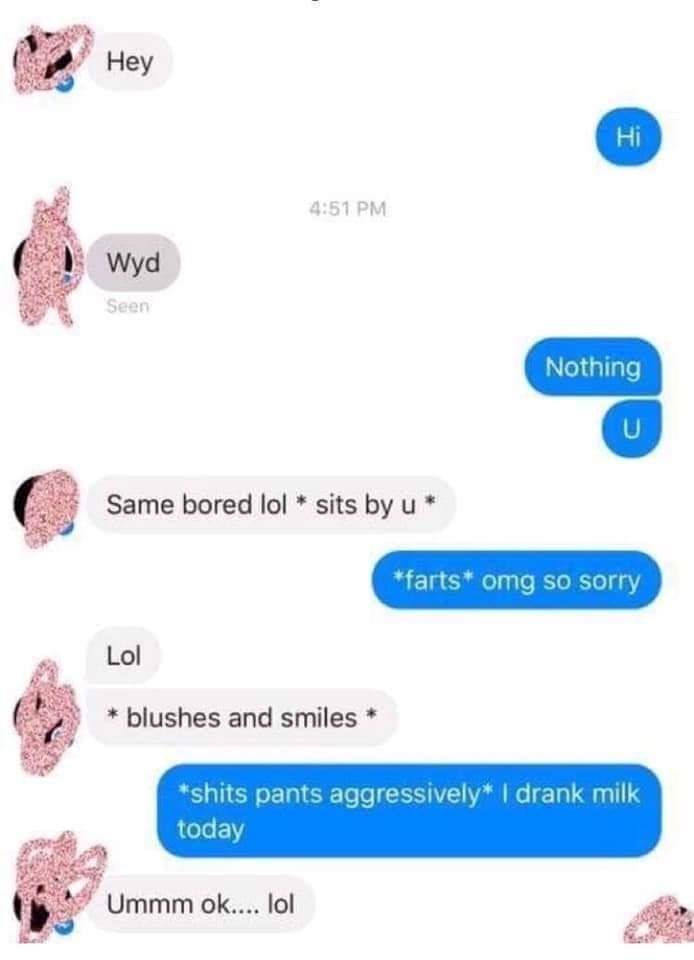 Hey
Hi
4:51 PM
Wyd
Seen
Nothing
U
Same bored lol * sits by u *
*farts* omg so sorry
Lol
* blushes and smiles *
*shits pants aggressively* I drank milk
today
Ummm ok.... lol